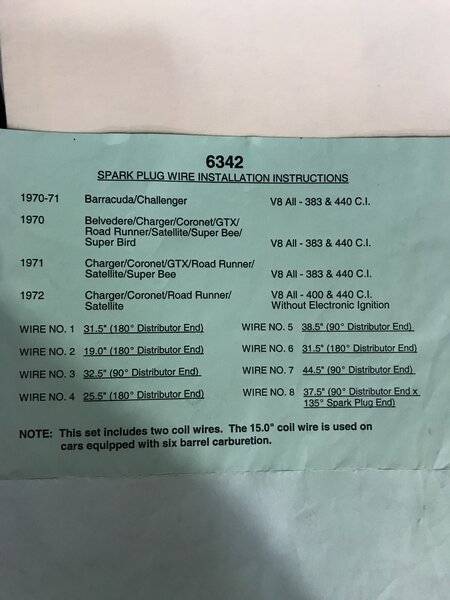 6342
SPARK PLUG WIRE INSTALLATION INSTRUCTIONS
1970-71 Barracuda/Challenger V8 All - 383 & 440 C.I.
1970 Belvedere/Charger/Coronet/GTX/
Road Runner/Satellite/Super Bee/
Super Bird V8 All - 383 & 440 C.I.
1971 Charger/Coronet/GTX/Road Runner/
Satellite/Super Bee V8 All - 383 & 440 C.I.
1972 Charger/Coronet/Road Runner/ V8 All - 400 & 440 C.I.
Satellite Without Electronic Ignition
WIRE NO. 1 31.5" (180° Distributor End)
WIRE NO. 2 19.0" (180° Distributor End)
WIRE NO. 3 32.5" (90° Distributor End)
WIRE NO. 4 25.5" (180° Distributor End)
WIRE NO. 5 38.5" (90° Distributor End)
WIRE NO. 6 31.5" (180° Distributor End)
WIRE NO. 7 44.5" (90° Distributor End)
WIRE NO. 8 37.5" (90° Distributor End x
135° Spark Plug End)
NOTE: This set includes two coil wires. The 15.0" coil wire is used on
cars equipped with six barrel carburetion.